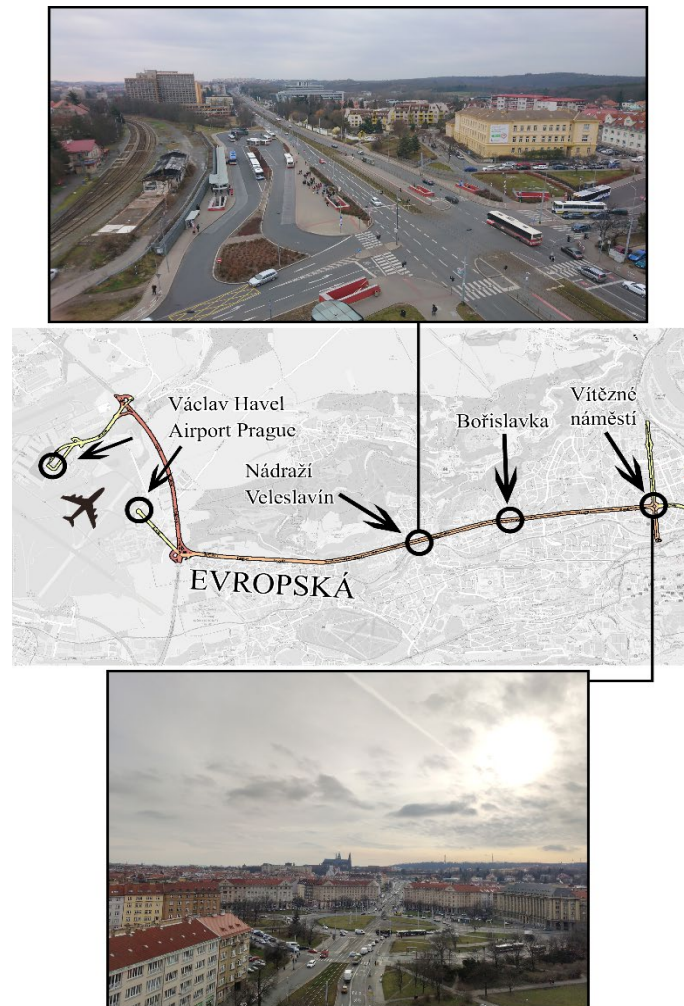 Václav Havel
Airport Prague
Nádraží
Veleslavín
Bořislavka
Vítězné
náměstí
EVROPSKÁ